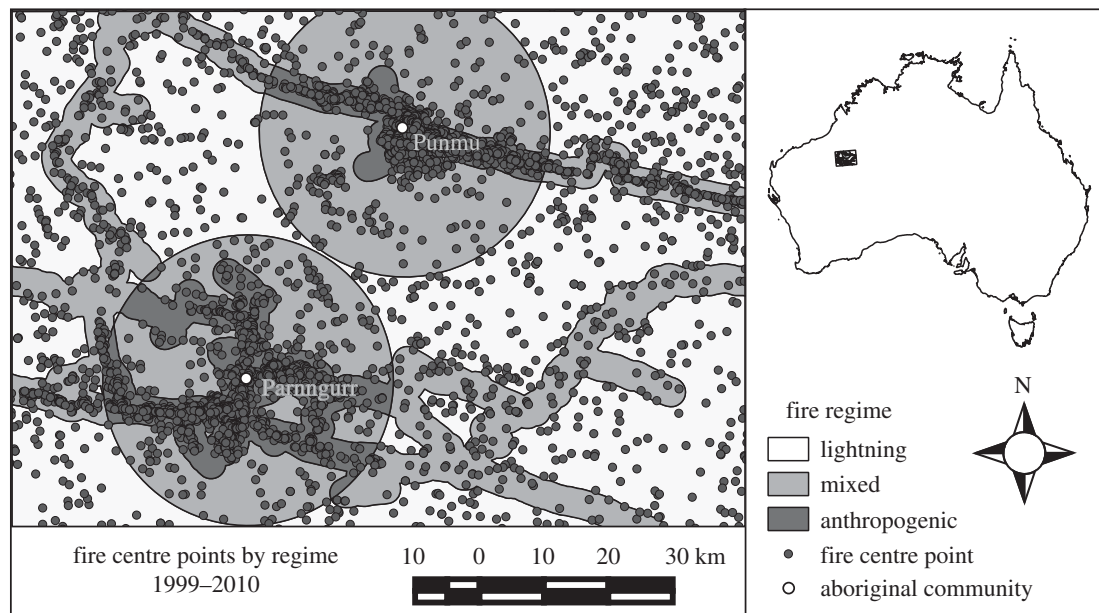 Punmu
Parnngurr
fire centre points by regime
1999–2010
10 0 10 20 30 km
N
fire regime
lightning
mixed
anthropogenic
fire centre point
aboriginal community